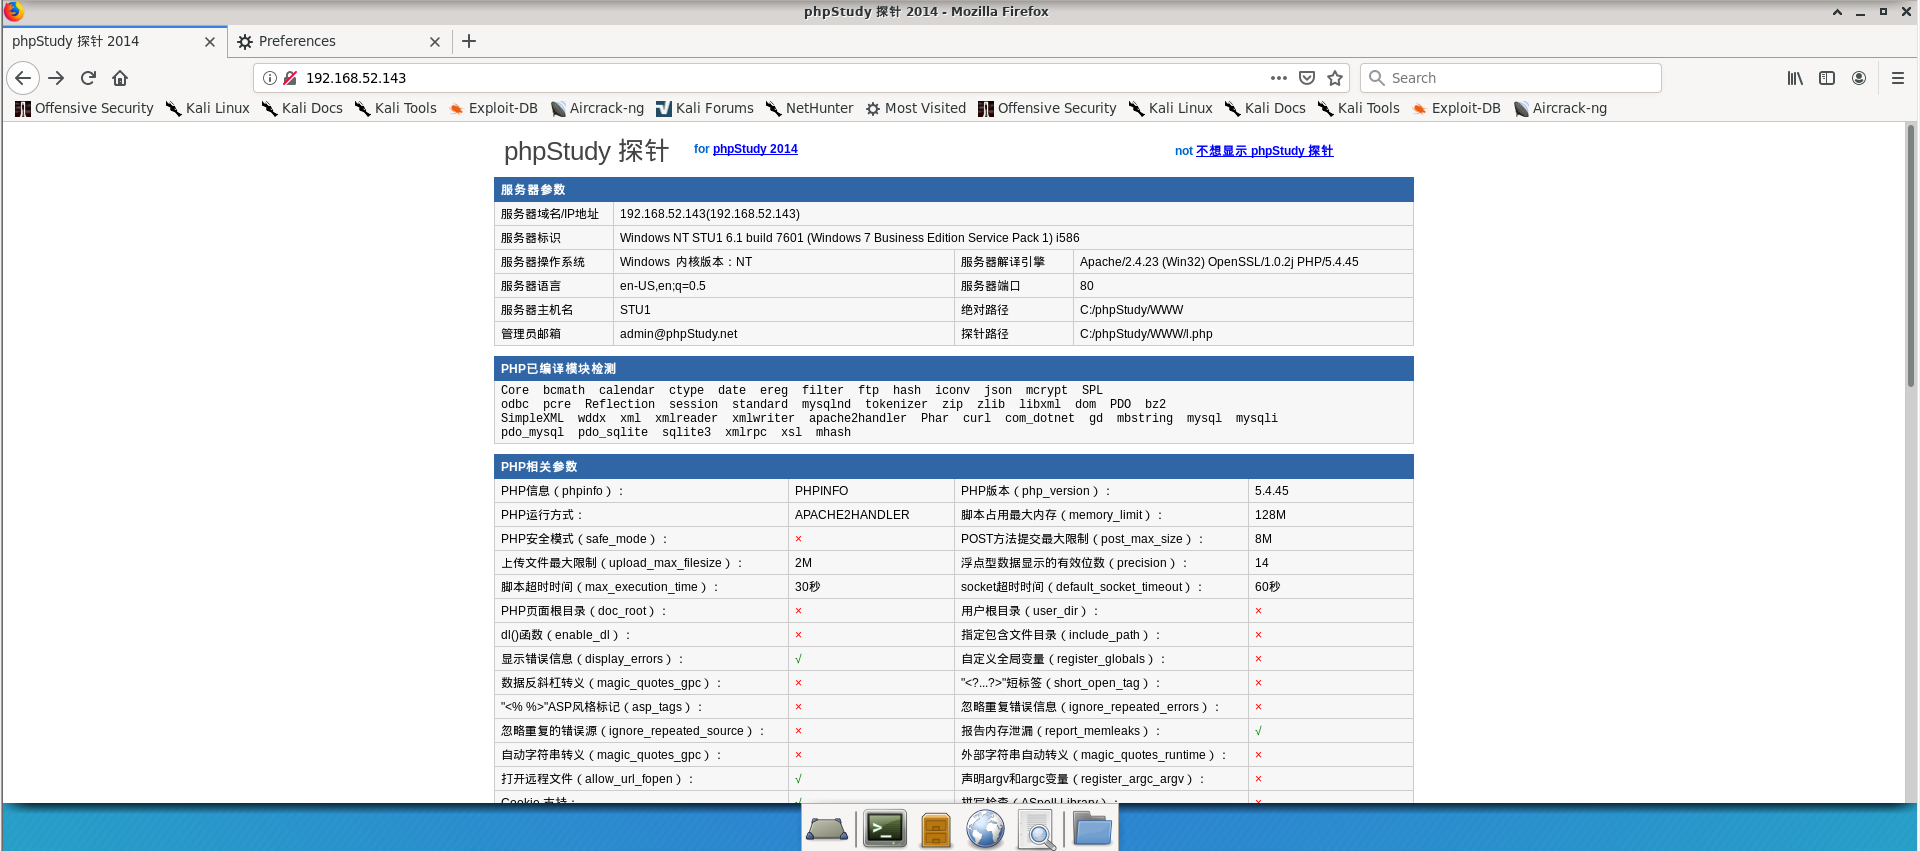 phpStudy 探针 2014 - Mozilla Firefox
phpStudy 探针 2014
Preferences
192.168.52.143
Search
Offensive Security Kali Linux Kali Docs Kali Tools Exploit-DB Aircrack-ng Kali Forums NetHunter Most Visited Offensive Security Kali Linux Kali Docs Kali Tools Exploit-DB Aircrack-ng
phpStudy 探针 for phpStudy 2014 not 不想显示 phpStudy 探针
服务器参数
服务器域名/IP地址 192.168.52.143(192.168.52.143)
服务器标识 Windows NT STU1 6.1 build 7601 (Windows 7 Business Edition Service Pack 1) i586
服务器操作系统 Windows 内核版本：NT 服务器解译引擎 Apache/2.4.23 (Win32) OpenSSL/1.0.2j PHP/5.4.45
服务器语言 en-US,en;q=0.5 服务器端口 80
服务器主机名 STU1 绝对路径 C:/phpStudy/WWW
管理员邮箱 admin@phpStudy.net 探针路径 C:/phpStudy/WWW/l.php
PHP已编译模块检测
Core bcmath calendar ctype date ereg filter ftp hash iconv json mcrypt SPL
odbc pcre Reflection session standard mysqlnd tokenizer zip zlib libxml dom PDO bz2
SimpleXML wddx xml xmlreader xmlwriter apache2handler Phar curl com_dotnet gd mbstring mysql mysqli
pdo_mysql pdo_sqlite sqlite3 xmlrpc xsl mhash
PHP相关参数
PHP信息（phpinfo）： PHPINFO PHP版本（php_version）： 5.4.45
PHP运行方式： APACHE2HANDLER 脚本占用最大内存（memory_limit）： 128M
PHP安全模式（safe_mode）： × POST方法提交最大限制（post_max_size）： 8M
上传文件最大限制（upload_max_filesize）： 2M 浮点型数据显示的有效位数（precision）： 14
脚本超时时间（max_execution_time）： 30秒 socket超时时间（default_socket_timeout）： 60秒
PHP页面根目录（doc_root）： × 用户根目录（user_dir）： ×
dl()函数（enable_dl）： × 指定包含文件目录（include_path）： ×
显示错误信息（display_errors）： √ 自定义全局变量（register_globals）： ×
数据反斜杠转义（magic_quotes_gpc）： × "<?...?>"短标签（short_open_tag）： ×
"<% %>"ASP风格标记（asp_tags）： × 忽略重复错误信息（ignore_repeated_errors）： ×
忽略重复的错误源（ignore_repeated_source）： × 报告内存泄漏（report_memleaks）： √
自动字符串转义（magic_quotes_gpc）： × 外部字符串自动转义（magic_quotes_runtime）： ×
打开远程文件（allow_url_fopen）： √ 声明argv和argc变量（register_argc_argv）： ×
Cookie 支持： √ 拼写检查（ASpell Library）： ×